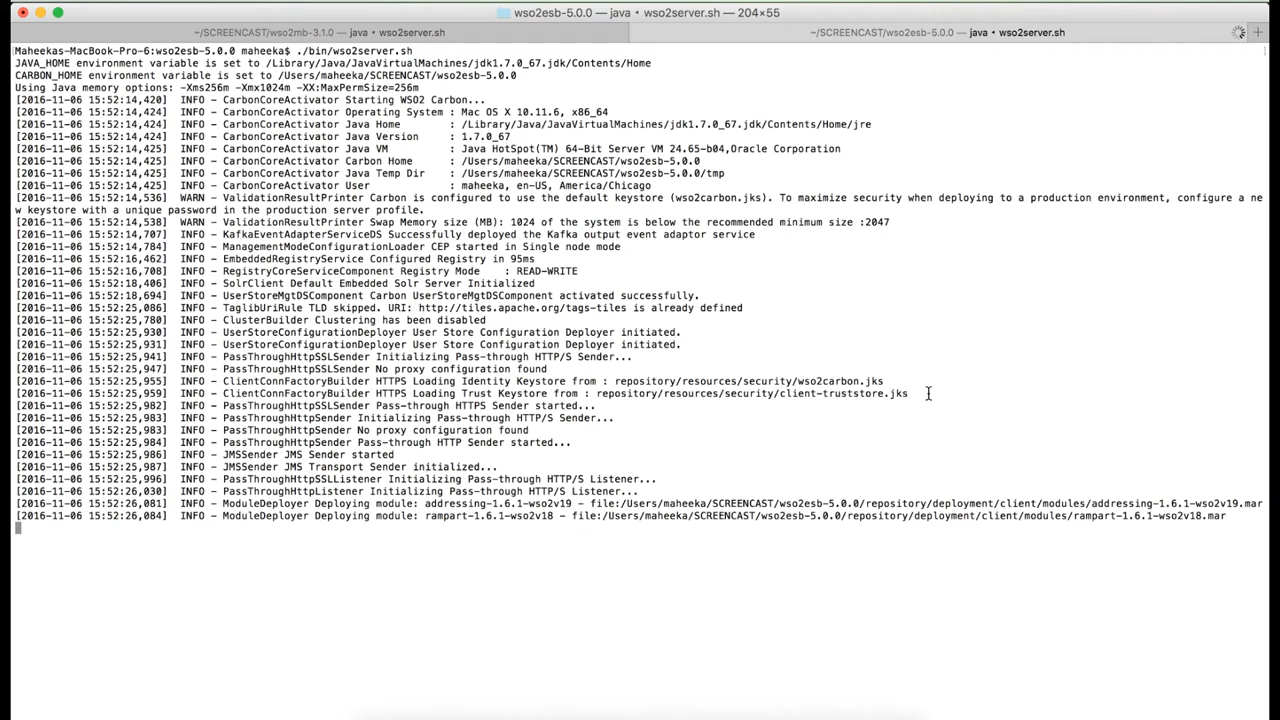 wso2esb-5.0.0 — java • wso2server.sh — 204×55
~/SCREENCAST/wso2mb-3.1.0 — java • wso2server.sh
~/SCREENCAST/wso2esb-5.0.0 — java • wso2server.sh
Maheekas-MacBook-Pro-6:wso2esb-5.0.0 maheeka$ ./bin/wso2server.sh
JAVA_HOME environment variable is set to /Library/Java/JavaVirtualMachines/jdk1.7.0_67.jdk/Contents/Home
CARBON_HOME environment variable is set to /Users/maheeka/SCREENCAST/wso2esb-5.0.0
Using Java memory options: -Xms256m -Xmx1024m -XX:MaxPermSize=256m
[2016-11-06 15:52:14,420]  INFO - CarbonCoreActivator Starting WSO2 Carbon...
[2016-11-06 15:52:14,424]  INFO - CarbonCoreActivator Operating System : Mac OS X 10.11.6, x86_64
[2016-11-06 15:52:14,424]  INFO - CarbonCoreActivator Java Home        : /Library/Java/JavaVirtualMachines/jdk1.7.0_67.jdk/Contents/Home/jre
[2016-11-06 15:52:14,424]  INFO - CarbonCoreActivator Java Version     : 1.7.0_67
[2016-11-06 15:52:14,425]  INFO - CarbonCoreActivator Java VM          : Java HotSpot(TM) 64-Bit Server VM 24.65-b04,Oracle Corporation
[2016-11-06 15:52:14,425]  INFO - CarbonCoreActivator Carbon Home      : /Users/maheeka/SCREENCAST/wso2esb-5.0.0
[2016-11-06 15:52:14,425]  INFO - CarbonCoreActivator Java Temp Dir    : /Users/maheeka/SCREENCAST/wso2esb-5.0.0/tmp
[2016-11-06 15:52:14,425]  INFO - CarbonCoreActivator User             : maheeka, en-US, America/Chicago
[2016-11-06 15:52:14,536]  WARN - ValidationResultPrinter Carbon is configured to use the default keystore (wso2carbon.jks). To maximize security when deploying to a production environment, configure a ne
w keystore with a unique password in the production server profile.
[2016-11-06 15:52:14,538]  WARN - ValidationResultPrinter Swap Memory size (MB): 1024 of the system is below the recommended minimum size :2047
[2016-11-06 15:52:14,707]  INFO - KafkaEventAdapterServiceDS Successfully deployed the Kafka output event adaptor service
[2016-11-06 15:52:14,784]  INFO - ManagementModeConfigurationLoader CEP started in Single node mode
[2016-11-06 15:52:16,462]  INFO - EmbeddedRegistryService Configured Registry in 95ms
[2016-11-06 15:52:16,708]  INFO - RegistryCoreServiceComponent Registry Mode    : READ-WRITE
[2016-11-06 15:52:18,406]  INFO - SolrClient Default Embedded Solr Server Initialized
[2016-11-06 15:52:18,694]  INFO - UserStoreMgtDSComponent Carbon UserStoreMgtDSComponent activated successfully.
[2016-11-06 15:52:25,086]  INFO - TaglibUriRule TLD skipped. URI: http://tiles.apache.org/tags-tiles is already defined
[2016-11-06 15:52:25,780]  INFO - ClusterBuilder Clustering has been disabled
[2016-11-06 15:52:25,930]  INFO - UserStoreConfigurationDeployer User Store Configuration Deployer initiated.
[2016-11-06 15:52:25,931]  INFO - UserStoreConfigurationDeployer User Store Configuration Deployer initiated.
[2016-11-06 15:52:25,941]  INFO - PassThroughHttpSSLSender Initializing Pass-through HTTP/S Sender...
[2016-11-06 15:52:25,947]  INFO - PassThroughHttpSSLSender No proxy configuration found
[2016-11-06 15:52:25,955]  INFO - ClientConnFactoryBuilder HTTPS Loading Identity Keystore from : repository/resources/security/wso2carbon.jks
[2016-11-06 15:52:25,959]  INFO - ClientConnFactoryBuilder HTTPS Loading Trust Keystore from : repository/resources/security/client-truststore.jks
[2016-11-06 15:52:25,982]  INFO - PassThroughHttpSSLSender Pass-through HTTPS Sender started...
[2016-11-06 15:52:25,983]  INFO - PassThroughHttpSender Initializing Pass-through HTTP/S Sender...
[2016-11-06 15:52:25,983]  INFO - PassThroughHttpSender No proxy configuration found
[2016-11-06 15:52:25,984]  INFO - PassThroughHttpSender Pass-through HTTP Sender started...
[2016-11-06 15:52:25,986]  INFO - JMSSender JMS Sender started
[2016-11-06 15:52:25,987]  INFO - JMSSender JMS Transport Sender initialized...
[2016-11-06 15:52:25,996]  INFO - PassThroughHttpSSLListener Initializing Pass-through HTTP/S Listener...
[2016-11-06 15:52:26,030]  INFO - PassThroughHttpListener Initializing Pass-through HTTP/S Listener...
[2016-11-06 15:52:26,081]  INFO - ModuleDeployer Deploying module: addressing-1.6.1-wso2v19 - file:/Users/maheeka/SCREENCAST/wso2esb-5.0.0/repository/deployment/client/modules/addressing-1.6.1-wso2v19.mar
[2016-11-06 15:52:26,084]  INFO - ModuleDeployer Deploying module: rampart-1.6.1-wso2v18 - file:/Users/maheeka/SCREENCAST/wso2esb-5.0.0/repository/deployment/client/modules/rampart-1.6.1-wso2v18.mar